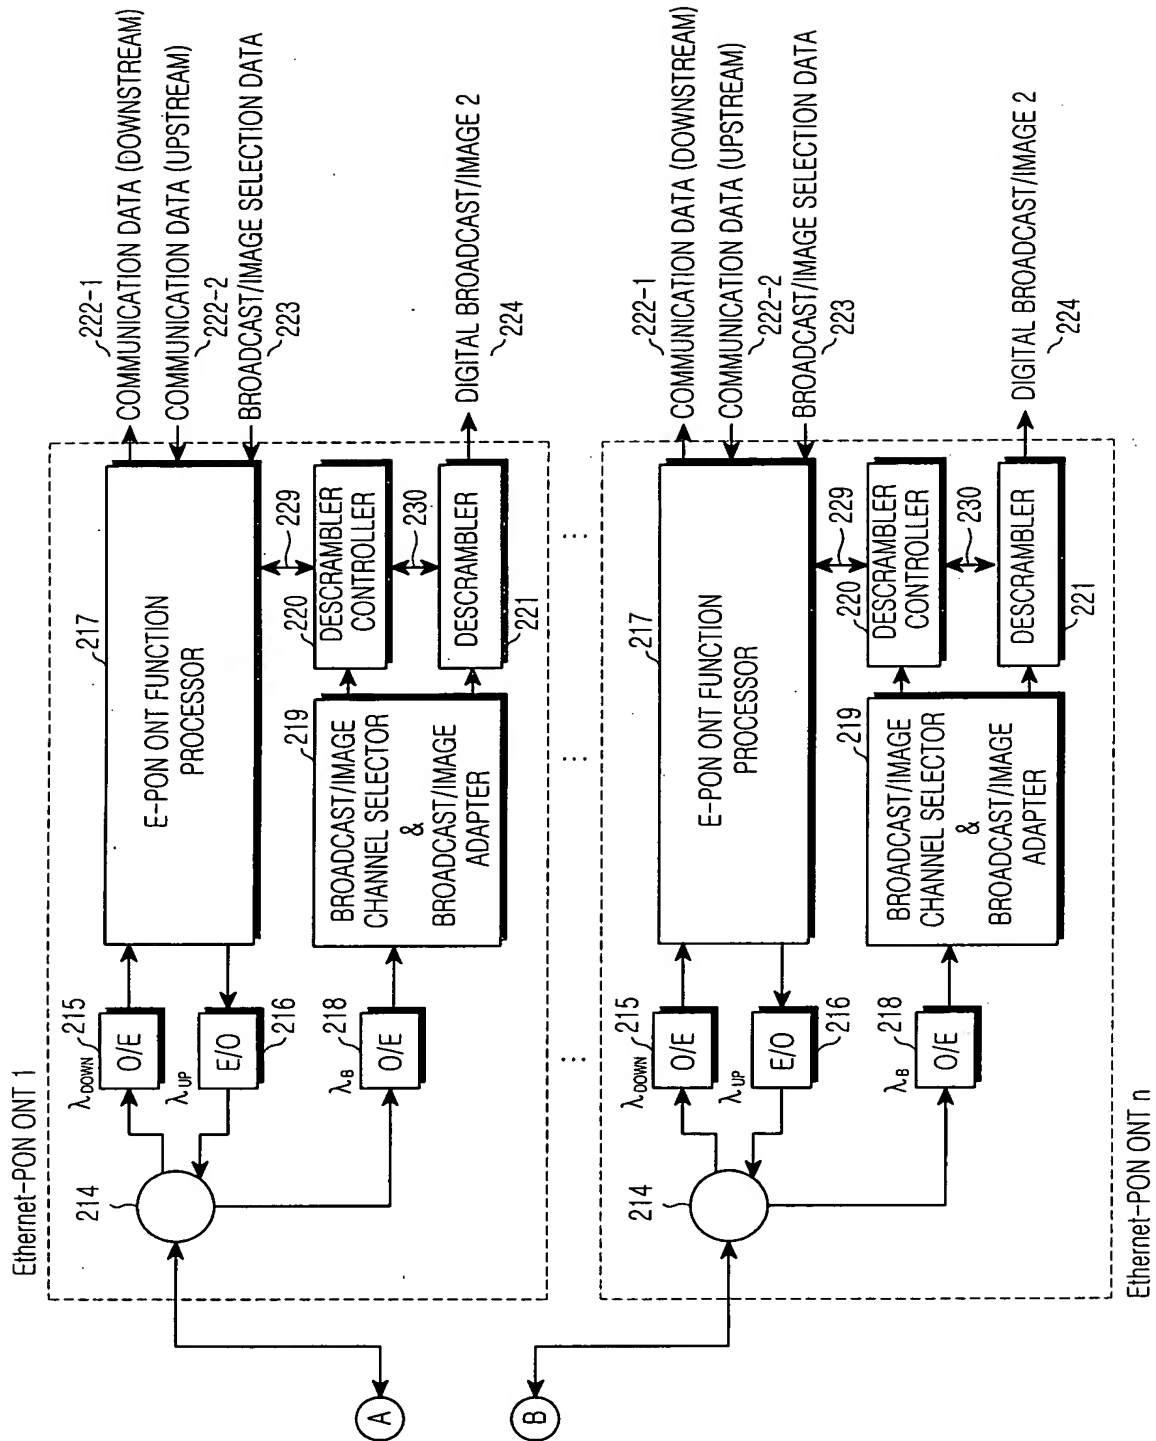 Ethernet-PON ONT 1
214
λDOWN
215
O/E
λUP
E/O
216
λB
218
O/E
217
E-PON ONT FUNCTION
PROCESSOR
219
BROADCAST/IMAGE
CHANNEL SELECTOR
&
BROADCAST/IMAGE
ADAPTER
229
220
DESCRAMBLER
CONTROLLER
230
DESCRAMBLER
221
222-1
COMMUNICATION DATA (DOWNSTREAM)
COMMUNICATION DATA (UPSTREAM)
222-2
BROADCAST/IMAGE SELECTION DATA
223
DIGITAL BROADCAST/IMAGE 2
224
A
...
...
...
B
214
λDOWN
215
O/E
λUP
E/O
216
λB
218
O/E
217
E-PON ONT FUNCTION
PROCESSOR
219
BROADCAST/IMAGE
CHANNEL SELECTOR
&
BROADCAST/IMAGE
ADAPTER
229
220
DESCRAMBLER
CONTROLLER
230
DESCRAMBLER
221
222-1
COMMUNICATION DATA (DOWNSTREAM)
COMMUNICATION DATA (UPSTREAM)
222-2
BROADCAST/IMAGE SELECTION DATA
223
DIGITAL BROADCAST/IMAGE 2
224
Ethernet-PON ONT n